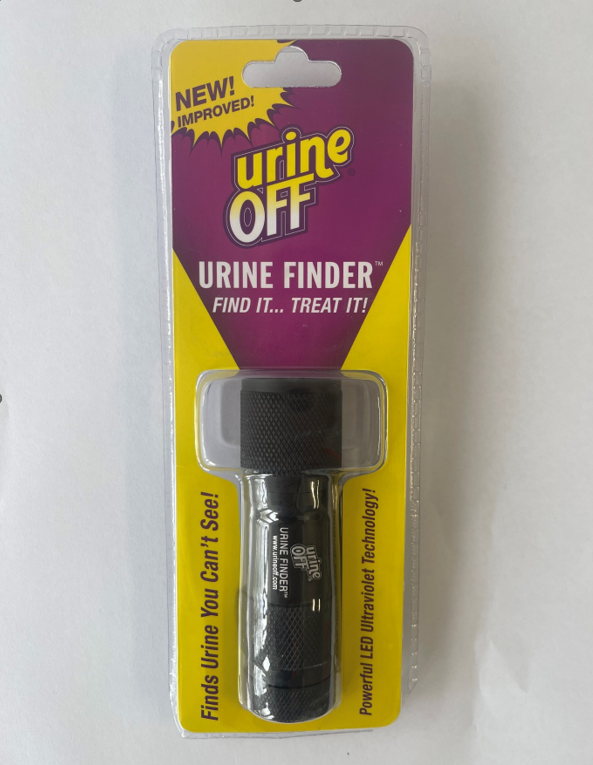 NEW!
IMPROVED!
urine
OFF
URINE FINDER™
FIND IT... TREAT IT!
Finds Urine You Can't See!
urine
OFF
URINE FINDER™
www.urineoff.com
Powerful LED Ultraviolet Technology!